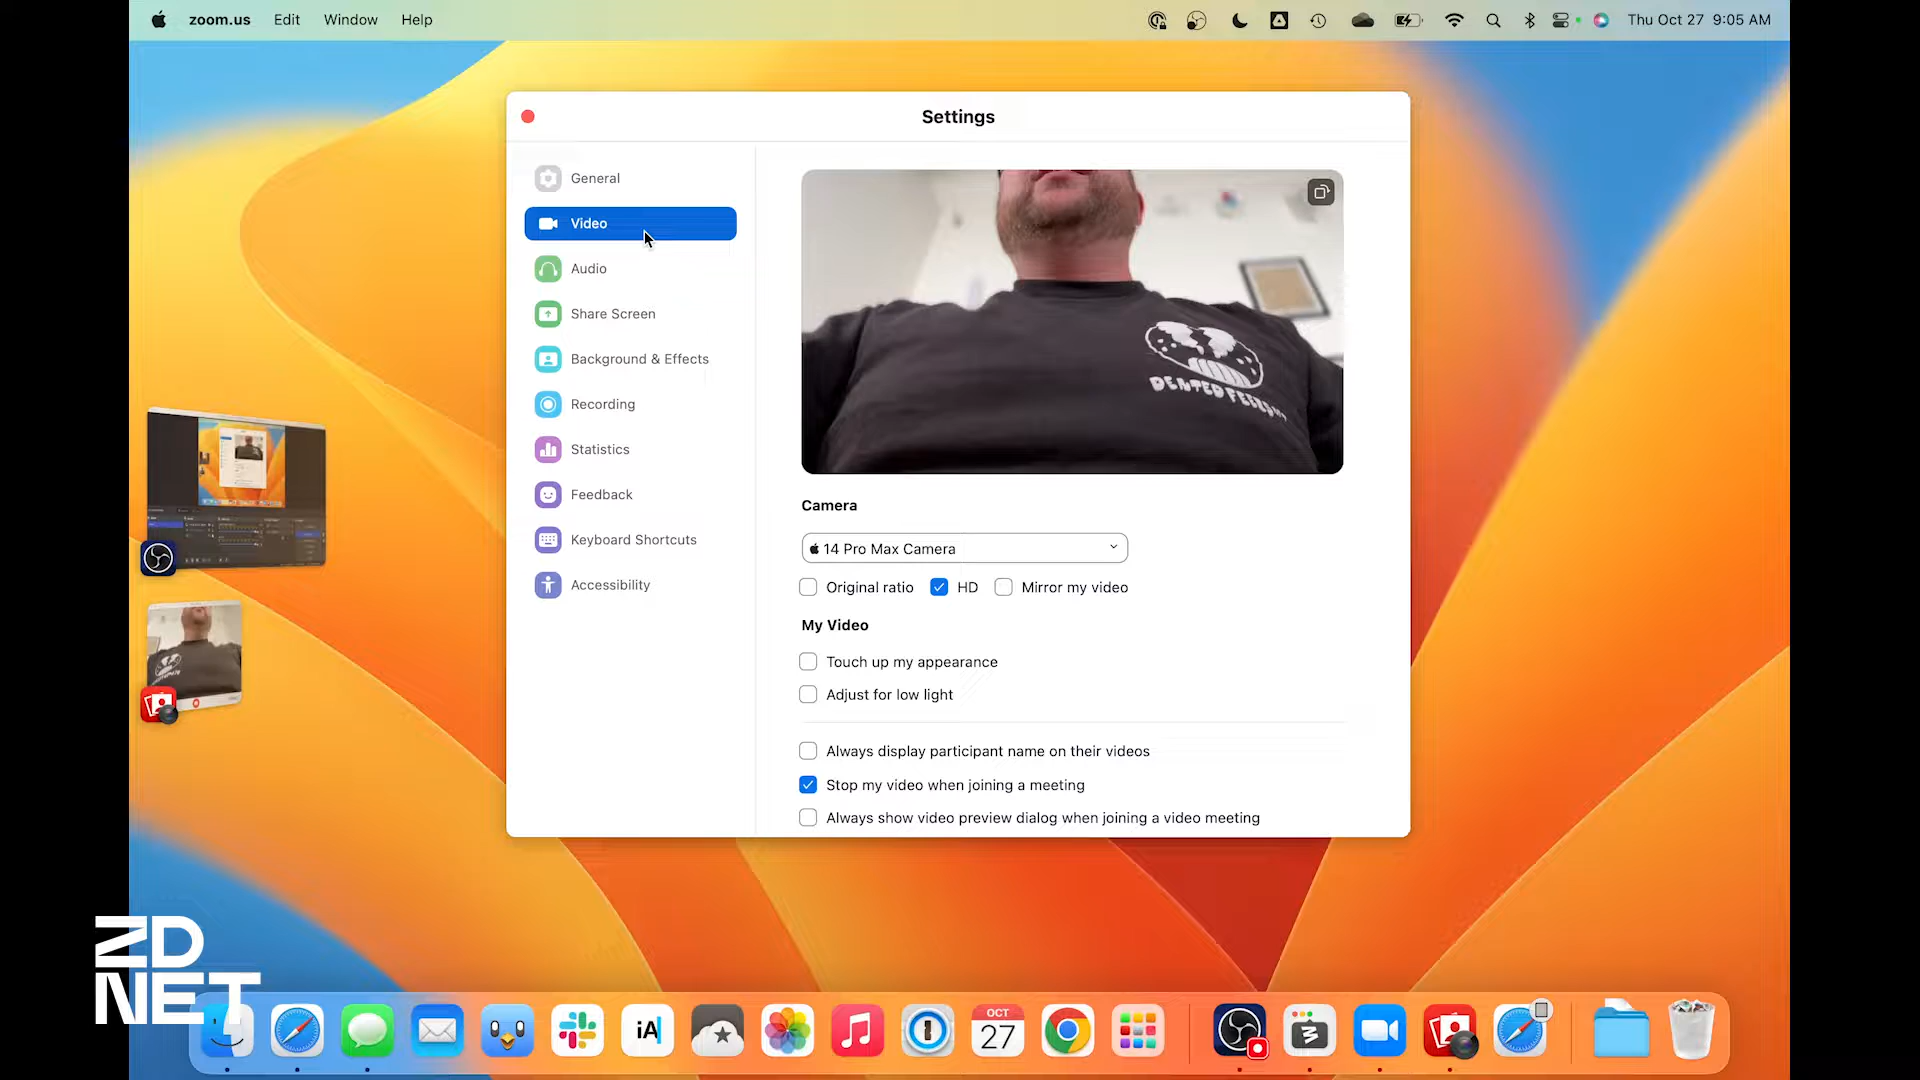 zoom.us Edit Window Help
Thu Oct 27 9:05 AM
Settings
General
Video
Audio
Share Screen
Background & Effects
Recording
Statistics
Feedback
Keyboard Shortcuts
Accessibility
Camera
14 Pro Max Camera
Original ratio HD Mirror my video
My Video
Touch up my appearance
Adjust for low light
Always display participant name on their videos
Stop my video when joining a meeting
Always show video preview dialog when joining a video meeting
ZD
NET
iA
OCT
27